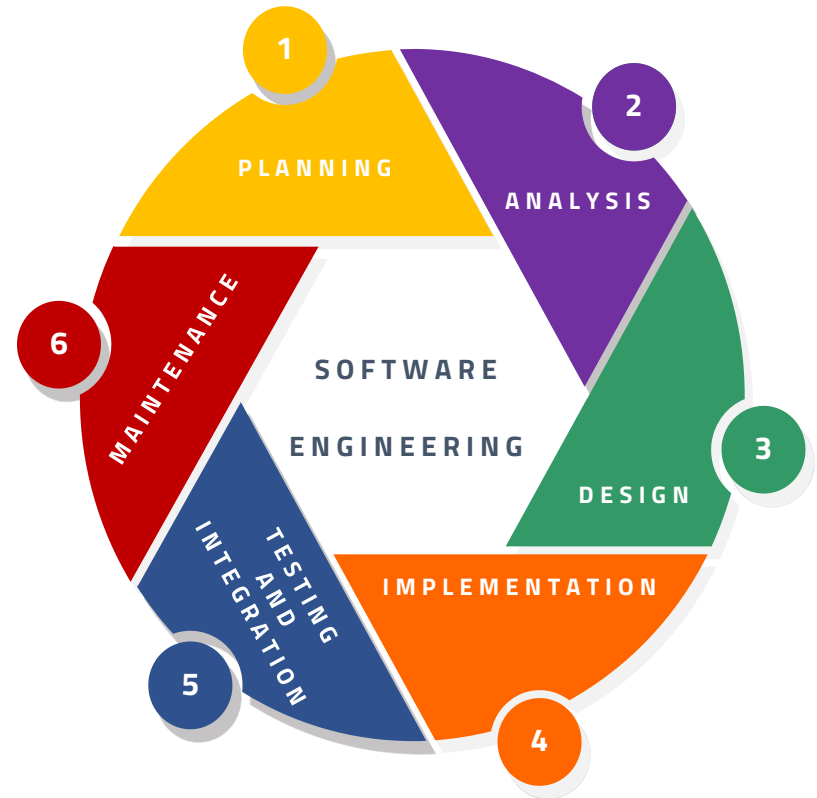 1
PLANNING
2
ANALYSIS
3
DESIGN
4
IMPLEMENTATION
5
TESTING
AND
INTEGRATION
6
MAINTENANCE
SOFTWARE
ENGINEERING